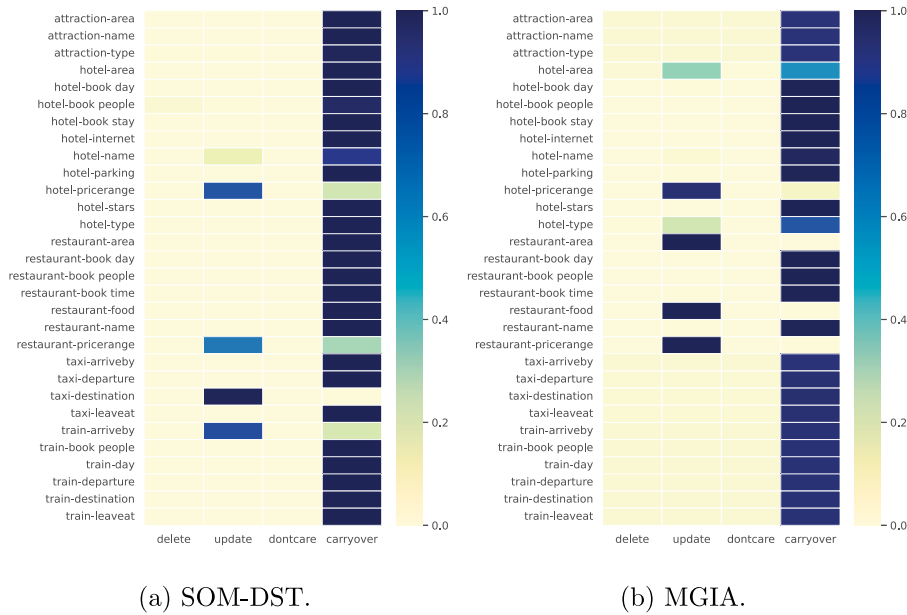 attraction-area
attraction-name
attraction-type
hotel-area
hotel-book day
hotel-book people
hotel-book stay
hotel-internet
hotel-name
hotel-parking
hotel-pricerange
hotel-stars
hotel-type
restaurant-area
restaurant-book day
restaurant-book people
restaurant-book time
restaurant-food
restaurant-name
restaurant-pricerange
taxi-arriveby
taxi-departure
taxi-destination
taxi-leaveat
train-arriveby
train-book people
train-day
train-departure
train-destination
train-leaveat
delete update dontcare carryover
1.0
0.8
0.6
0.4
0.2
0.0
(a) SOM-DST.
attraction-area
attraction-name
attraction-type
hotel-area
hotel-book day
hotel-book people
hotel-book stay
hotel-internet
hotel-name
hotel-parking
hotel-pricerange
hotel-stars
hotel-type
restaurant-area
restaurant-book day
restaurant-book people
restaurant-book time
restaurant-food
restaurant-name
restaurant-pricerange
taxi-arriveby
taxi-departure
taxi-destination
taxi-leaveat
train-arriveby
train-book people
train-day
train-departure
train-destination
train-leaveat
delete update dontcare carryover
1.0
0.8
0.6
0.4
0.2
0.0
(b) MGIA.